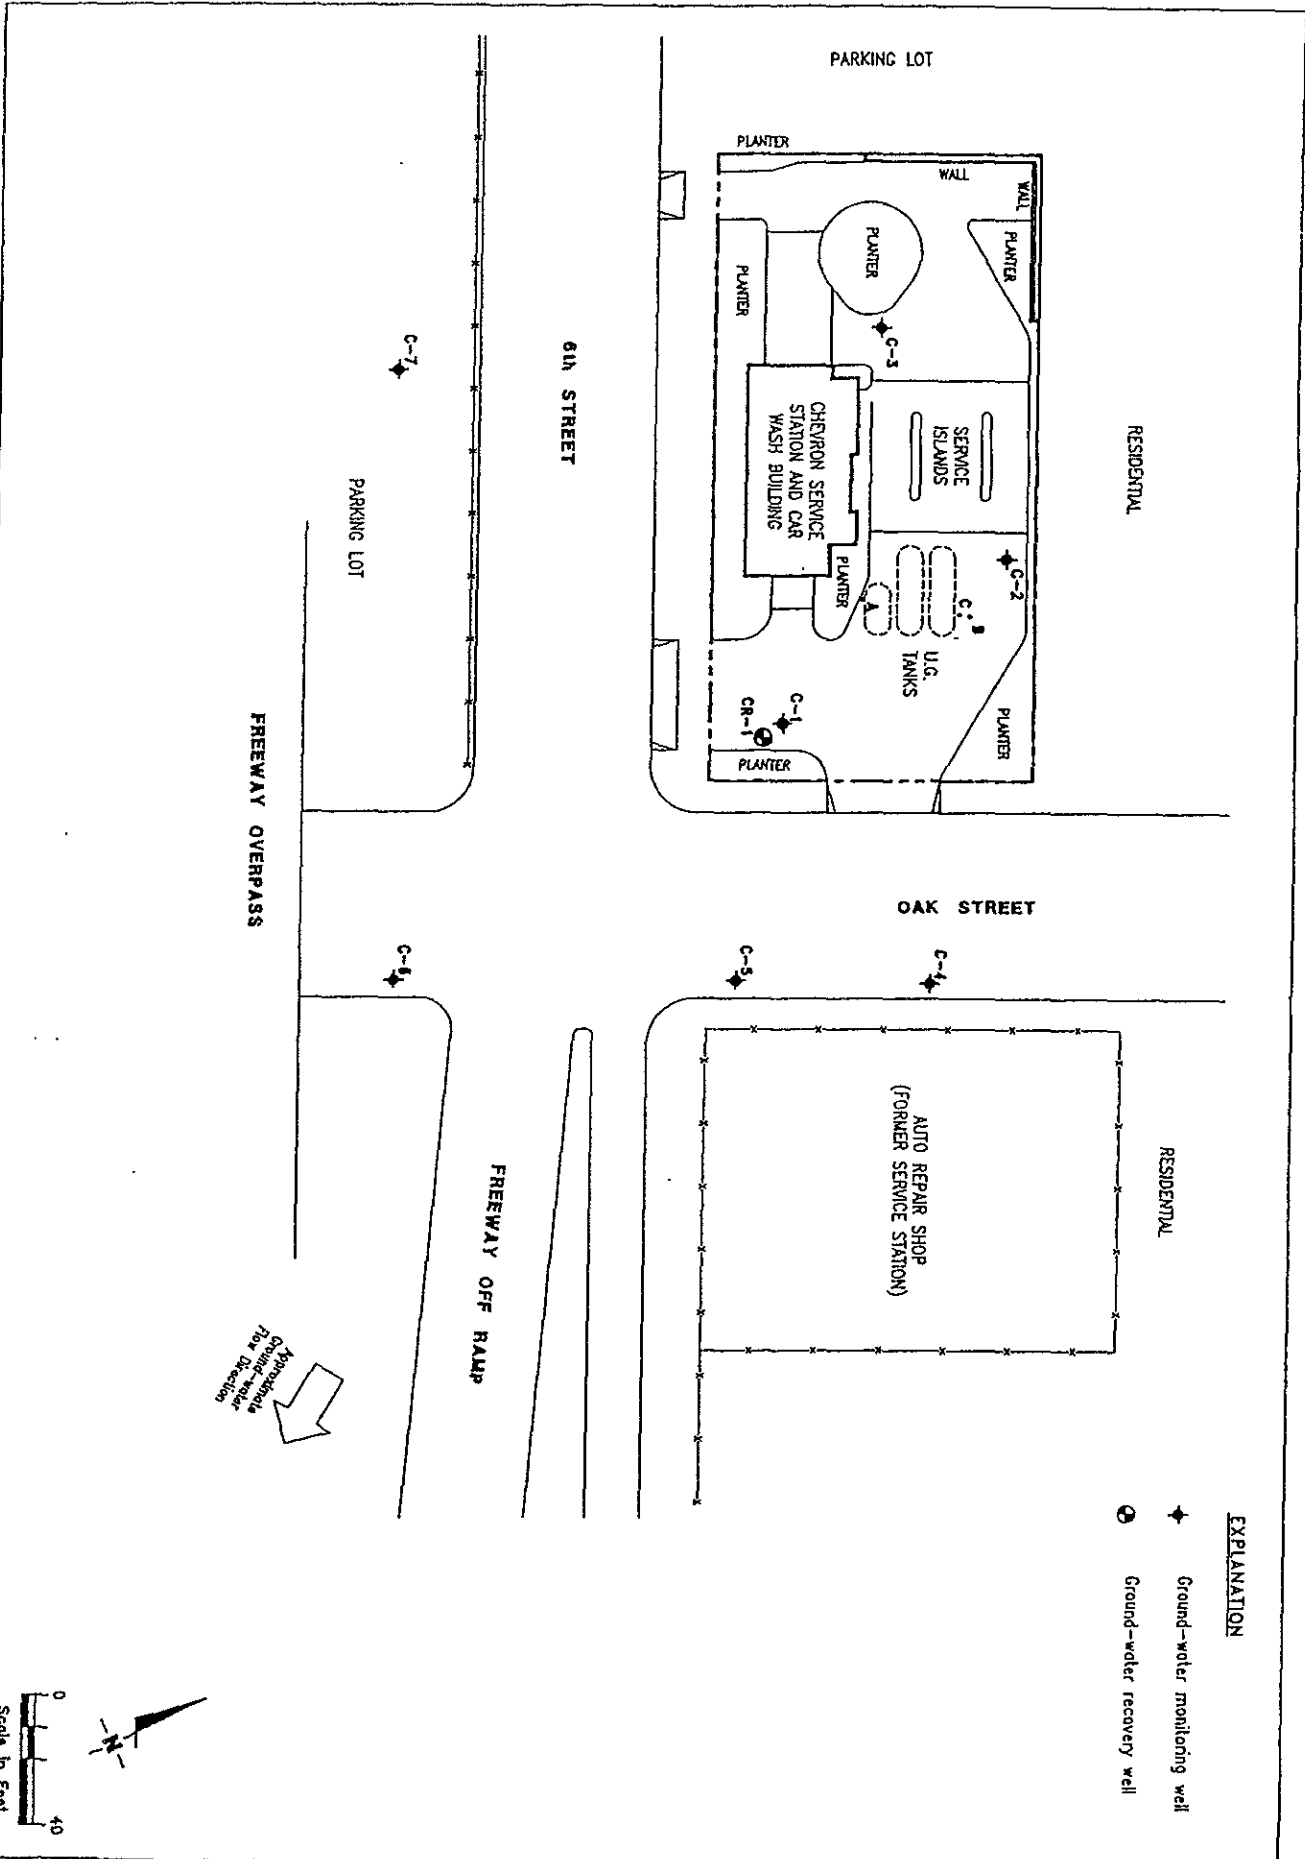 PARKING LOT
PLANTER
WALL
WALL
PLANTER
PLANTER
PLANTER
C-3
RESIDENTIAL
SERVICE
ISLANDS
CHEVRON SERVICE
STATION AND CAR
WASH BUILDING
PLANTER
C-2
C
B
A
U.G.
TANKS
PLANTER
C-1
CR-1
PLANTER
6th STREET
C-7
PARKING LOT
FREEWAY OVERPASS
OAK STREET
C-4
C-5
C-6
RESIDENTIAL
AUTO REPAIR SHOP
(FORMER SERVICE STATION)
FREEWAY OFF RAMP
Approximate
Ground-water
Flow Direction
EXPLANATION
Ground-water monitoring well
Ground-water recovery well
N
0 40
Scale in Feet